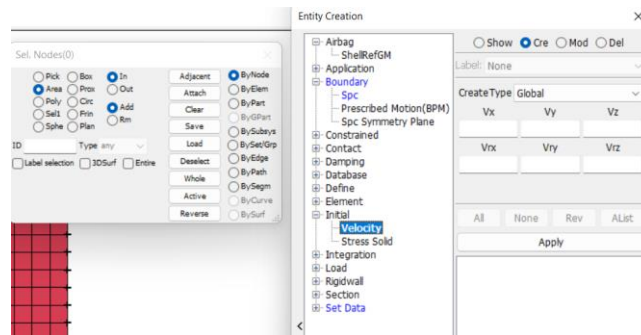 Entity Creation
Sel. Nodes(0)
Pick Box In Adjacent ByNode
Area Prox Out Attach ByElem
Poly Circ Add Clear ByPart
Sel1 Frin Rm Save ByGPart
Sphe Plan Load BySubsys
ID Type any Deselect BySet/Grp
Label selection 3DSurf Entire Whole ByEdge
Active ByPath
Reverse BySegm
ByCurve
BySurf
Airbag
ShellRefGM
Application
Boundary
Spc
Prescribed Motion(BPM)
Spc Symmetry Plane
Constrained
Contact
Damping
Database
Define
Element
Initial
Velocity
Stress Solid
Integration
Load
Rigidwall
Section
Set Data
Show Cre Mod Del
Label: None
CreateType Global
Vx Vy Vz
Vrx Vry Vrz
All None Rev AList
Apply